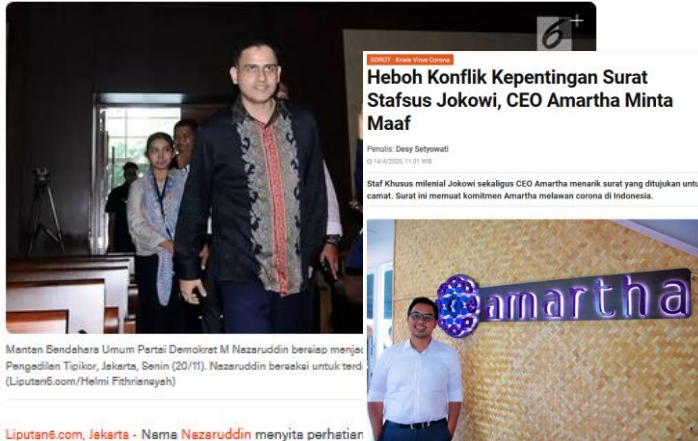 6
Mantan Bendahara Umum Partai Demokrat M Nazaruddin bersiap menjad
Pengadilan Tipikor, Jakarta, Senin (20/11). Nazaruddin bersaksi untuk terd
(Liputan6.com/Helmi Fithriansyah)
Liputan6.com, Jakarta - Nama Nazaruddin menyita perhatian
SOROT : Krisis Virus Corona
Heboh Konflik Kepentingan Surat
Stafsus Jokowi, CEO Amartha Minta
Maaf
Penulis: Desy Setyowati
14/4/2020, 11.01 WIB
Staf Khusus milenial Jokowi sekaligus CEO Amartha menarik surat yang ditujukan untu
camat. Surat ini memuat komitmen Amartha melawan corona di Indonesia.
amartha